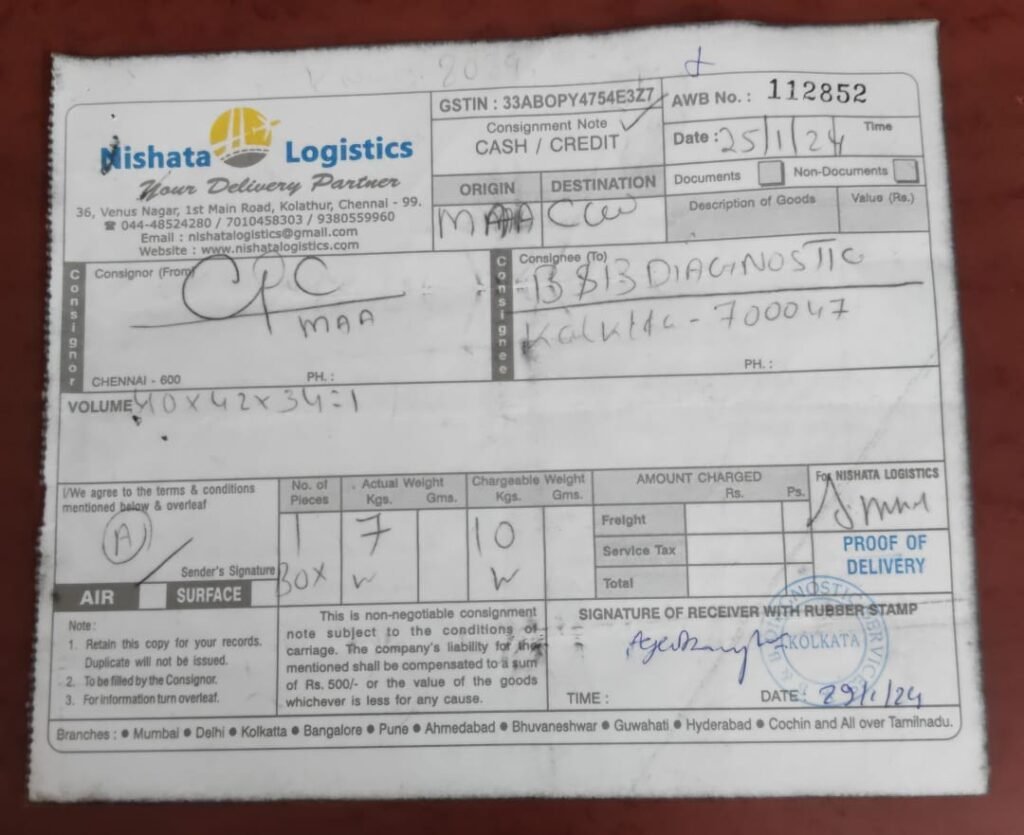 Nishata Logistics
Your Delivery Partner
36, Venus Nagar, 1st Main Road, Kolathur, Chennai - 99.
☎ 044-48524280 / 7010458303 / 9380559960
Email : nishatalogistics@gmail.com
Website : www.nishatalogistics.com
GSTIN : 33ABOPY4754E3Z7
Consignment Note
CASH / CREDIT
ORIGIN DESTINATION
MAA CCU
AWB No. : 112852
Date : 25/1/24 Time
Documents Non-Documents
Description of Goods Value (Rs.)
Consignor
Consignor (From)
CPC
MAA
CHENNAI - 600 PH. :
Consignee
Consignee (To)
B & B DIAGNOSTIC
- 700047
PH. :
VOLUME 40 x 42 x 34 = 1
I/We agree to the terms & conditions
mentioned below & overleaf
A
Sender's Signature
AIR SURFACE
No. of Pieces Actual Weight Kgs. Gms. Chargeable Weight Kgs. Gms.
1 7 10
BOX W W
AMOUNT CHARGED
Rs. Ps.
Freight
Service Tax
Total
For NISHATA LOGISTICS
PROOF OF
DELIVERY
Note :
1. Retain this copy for your records.
Duplicate will not be issued.
2. To be filled by the Consignor.
3. For information turn overleaf.
This is non-negotiable consignment
note subject to the conditions of
carriage. The company's liability for the
mentioned shall be compensated to a sum
of Rs. 500/- or the value of the goods
whichever is less for any cause.
SIGNATURE OF RECEIVER WITH RUBBER STAMP
KOLKATA
TIME : DATE : 29/1/24
Branches : ● Mumbai ● Delhi ● Kolkatta ● Bangalore ● Pune ● Ahmedabad ● Bhuvaneshwar ● Guwahati ● Hyderabad ● Cochin and All over Tamilnadu.